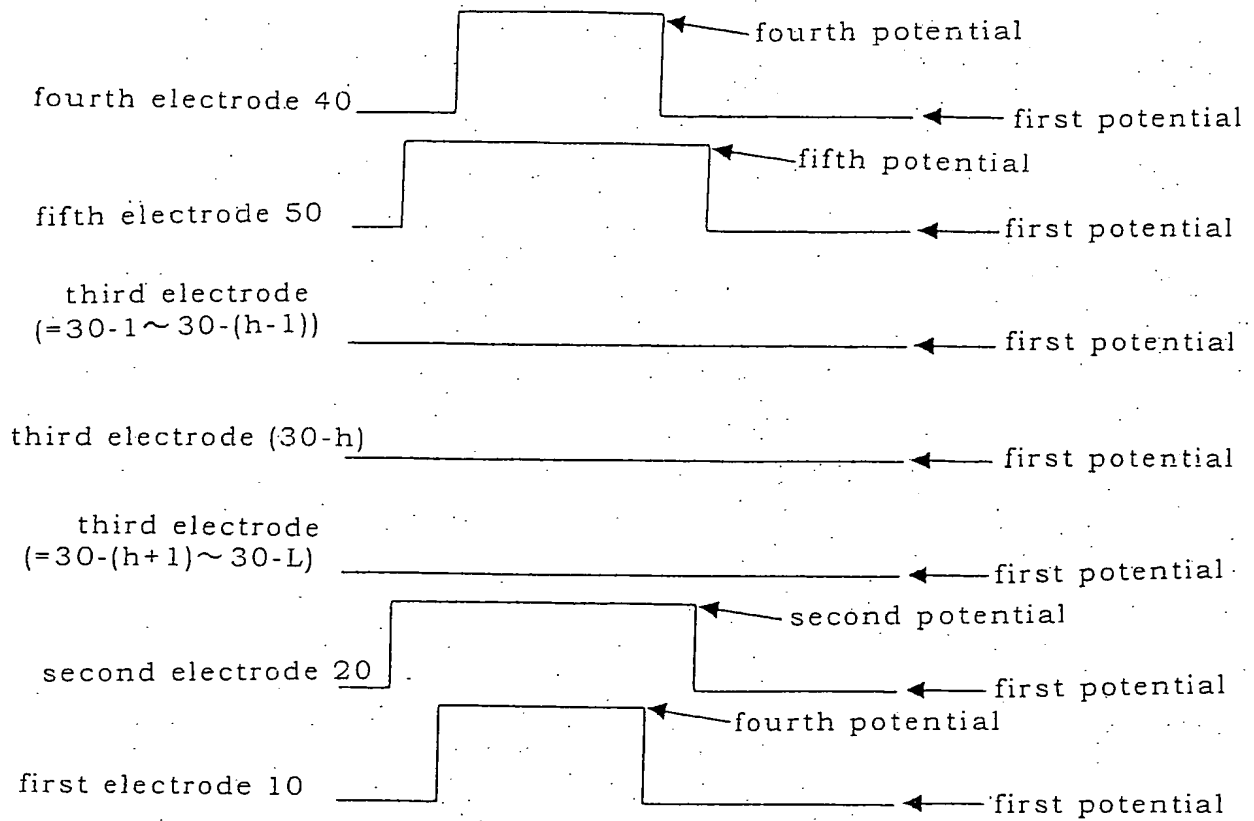 fourth potential
fourth electrode 40
first potential
fifth potential
fifth electrode 50
first potential
third electrode
(=30-1～30-(h-1))
first potential
third electrode (30-h)
first potential
third electrode
(=30-(h+1)～30-L)
first potential
second potential
second electrode 20
first potential
fourth potential
first electrode 10
first potential